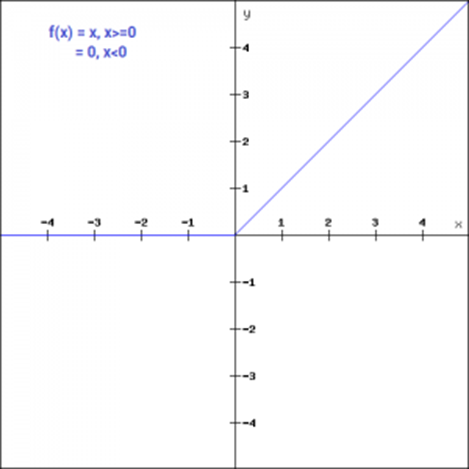 y
f(x) = x, x>=0
= 0, x<0
4
3
2
1
-4 -3 -2 -1 1 2 3 4 x
-1
-2
-3
-4